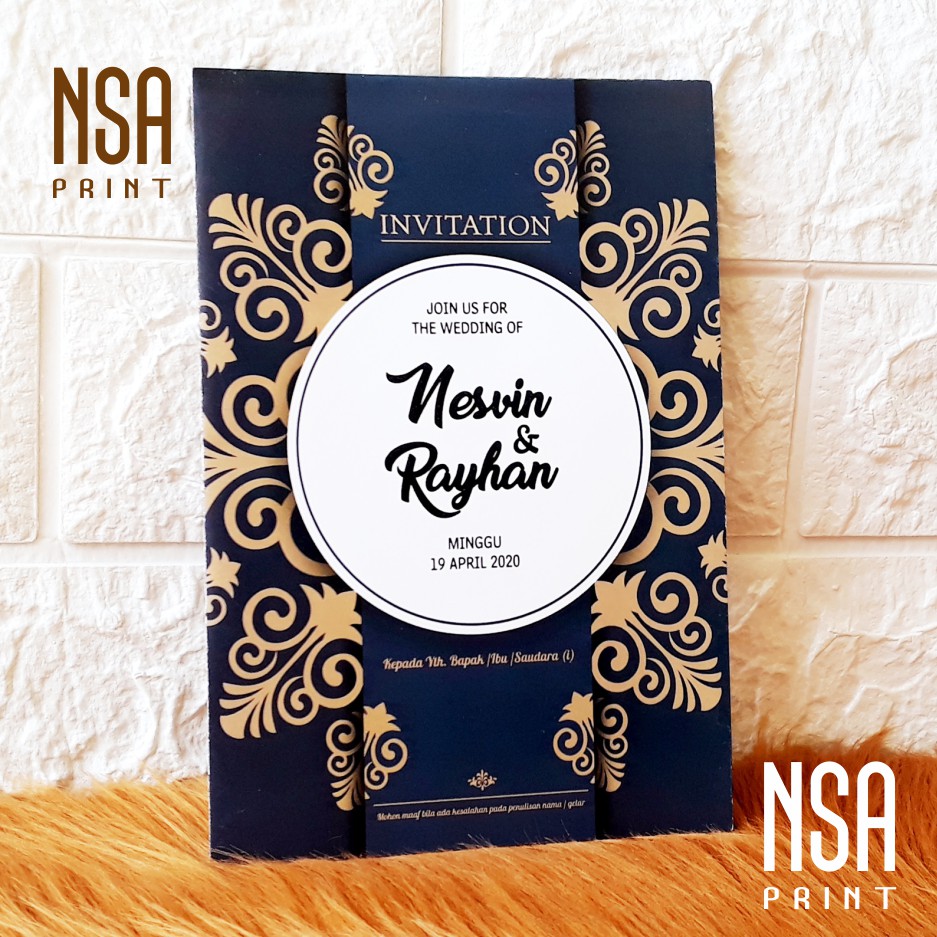 NSA
PRINT
INVITATION
JOIN US FOR
THE WEDDING OF
Nesvin
&
Rayhan
MINGGU
19 APRIL 2020
Kepada Yth. Bapak /Ibu /Saudara (i)
Mohon maaf bila ada kesalahan pada penulisan nama / gelar
NSA
PRINT